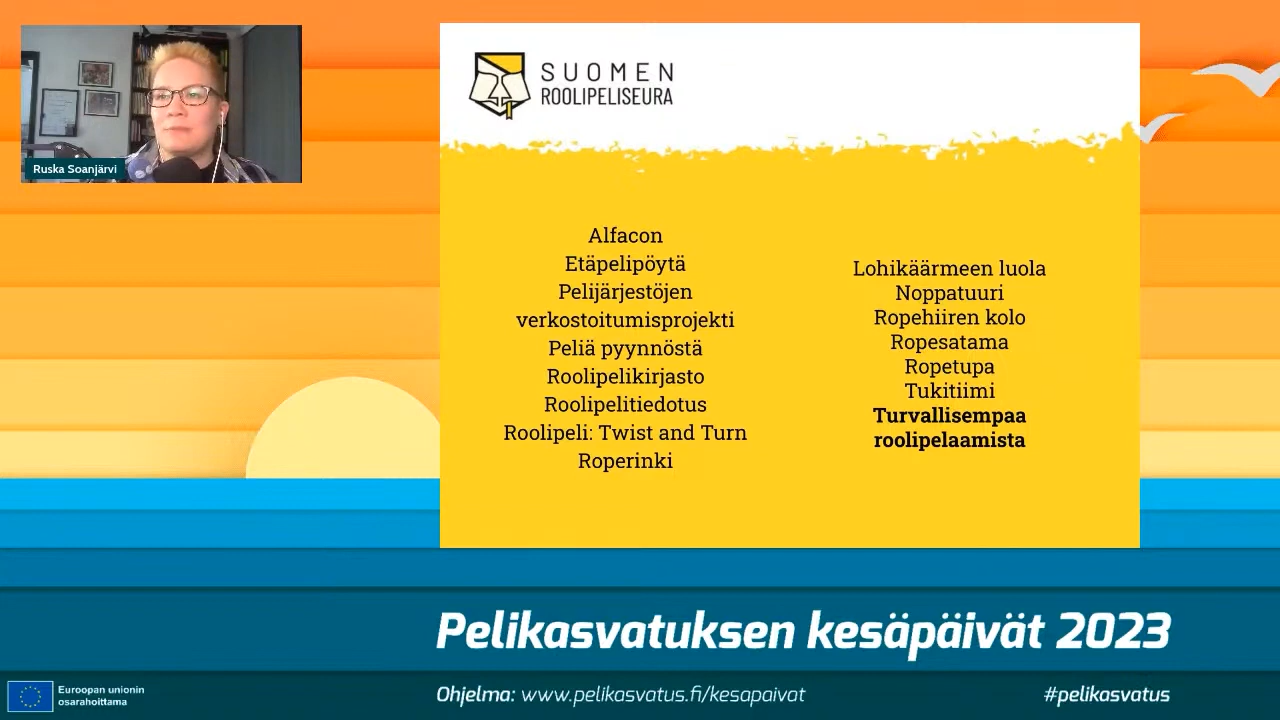 Ruska Soanjärvi
SUOMEN
ROOLIPELISEURA
Alfacon
Etäpelipöytä
Pelijärjestöjen
verkostoitumisprojekti
Peliä pyynnöstä
Roolipelikirjasto
Roolipelitiedotus
Roolipeli: Twist and Turn
Roperinki
Lohikäärmeen luola
Noppatuuri
Ropehiiren kolo
Ropesatama
Ropetupa
Tukitiimi
Turvallisempaa
roolipelaamista
Pelikasvatuksen kesäpäivät 2023
Euroopan unionin
osarahoittama
Ohjelma: www.pelikasvatus.fi/kesapaivat
#pelikasvatus